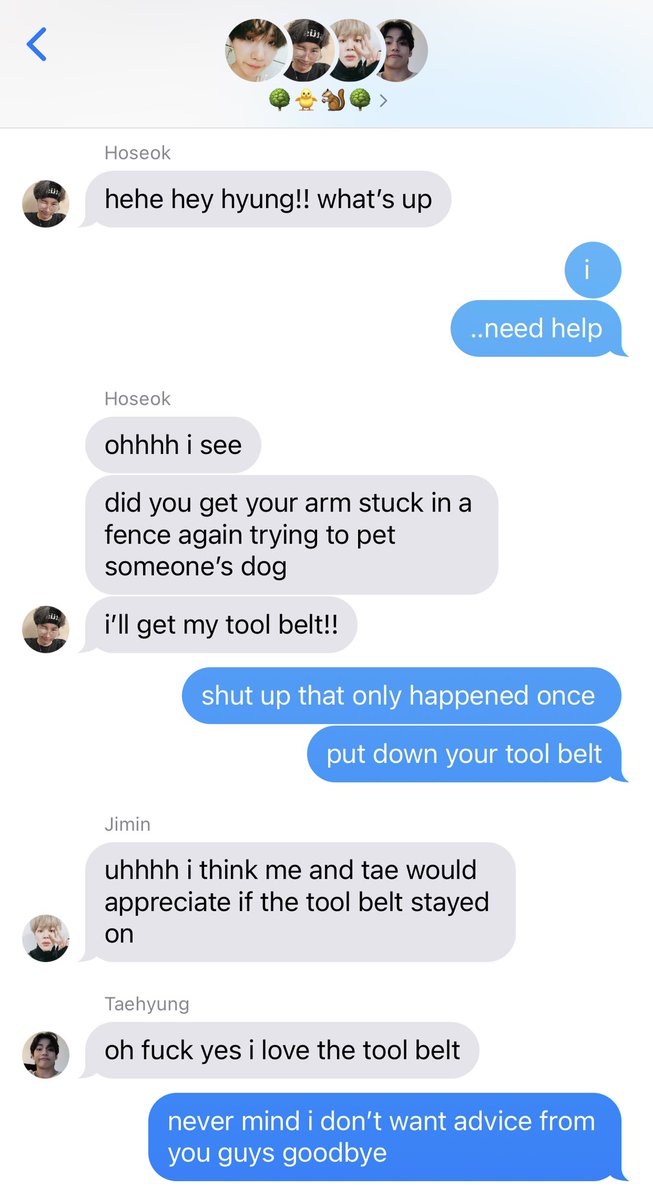 🌳🐥🐿️🌳
Hoseok
hehe hey hyung!! what’s up
i
..need help
Hoseok
ohhhh i see
did you get your arm stuck in a
fence again trying to pet
someone’s dog
i’ll get my tool belt!!
shut up that only happened once
put down your tool belt
Jimin
uhhhh i think me and tae would
appreciate if the tool belt stayed
on
Taehyung
oh fuck yes i love the tool belt
never mind i don’t want advice from
you guys goodbye